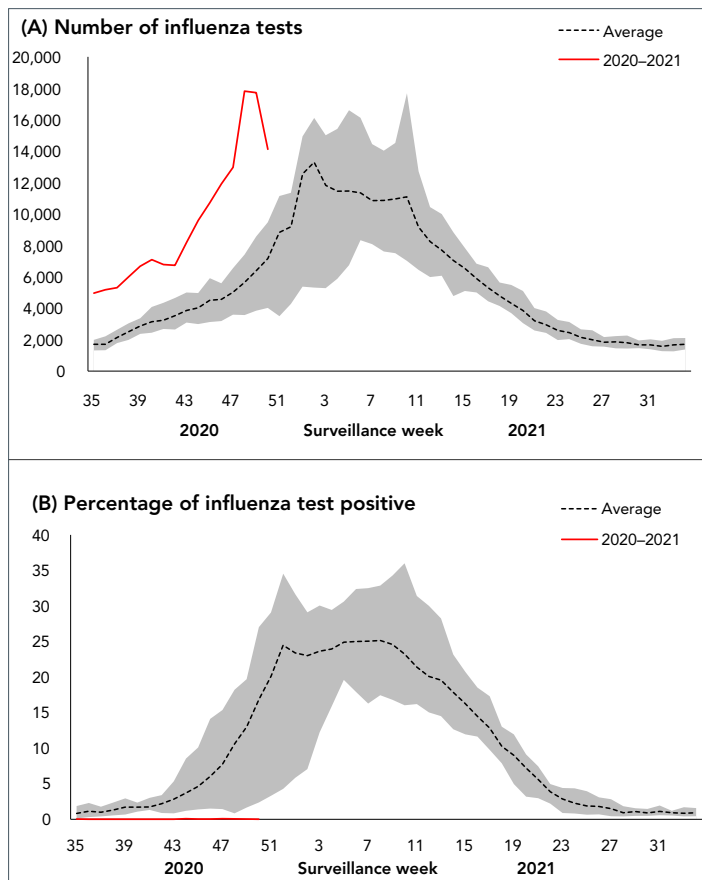 (A) Number of influenza tests
Average
2020–2021
20,000
18,000
16,000
14,000
12,000
10,000
8,000
6,000
4,000
2,000
0
35 39 43 47 51 3 7 11 15 19 23 27 31
2020 Surveillance week 2021
(B) Percentage of influenza test positive
Average
2020–2021
40
35
30
25
20
15
10
5
0
35 39 43 47 51 3 7 11 15 19 23 27 31
2020 Surveillance week 2021